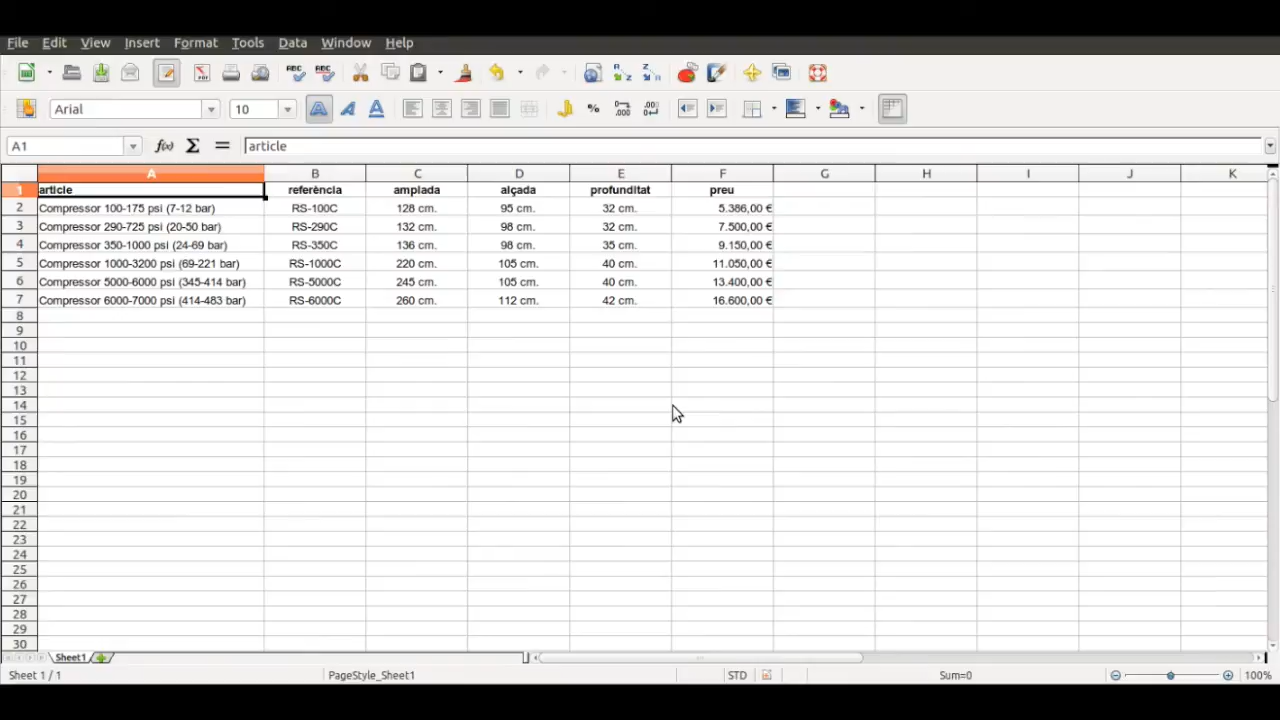 File Edit View Insert Format Tools Data Window Help
ABC ABC
Arial 10 %
A1 f(x) Σ = article
A B C D E F G H I J K
1 article referència amplada alçada profunditat preu
2 Compressor 100-175 psi (7-12 bar) RS-100C 128 cm. 95 cm. 32 cm. 5.386,00 €
3 Compressor 290-725 psi (20-50 bar) RS-290C 132 cm. 98 cm. 32 cm. 7.500,00 €
4 Compressor 350-1000 psi (24-69 bar) RS-350C 136 cm. 98 cm. 35 cm. 9.150,00 €
5 Compressor 1000-3200 psi (69-221 bar) RS-1000C 220 cm. 105 cm. 40 cm. 11.050,00 €
6 Compressor 5000-6000 psi (345-414 bar) RS-5000C 245 cm. 105 cm. 40 cm. 13.400,00 €
7 Compressor 6000-7000 psi (414-483 bar) RS-6000C 260 cm. 112 cm. 42 cm. 16.600,00 €
8
9
10
11
12
13
14
15
16
17
18
19
20
21
22
23
24
25
26
27
28
29
30
Sheet1
Sheet 1 / 1 PageStyle_Sheet1 STD Sum=0 100%